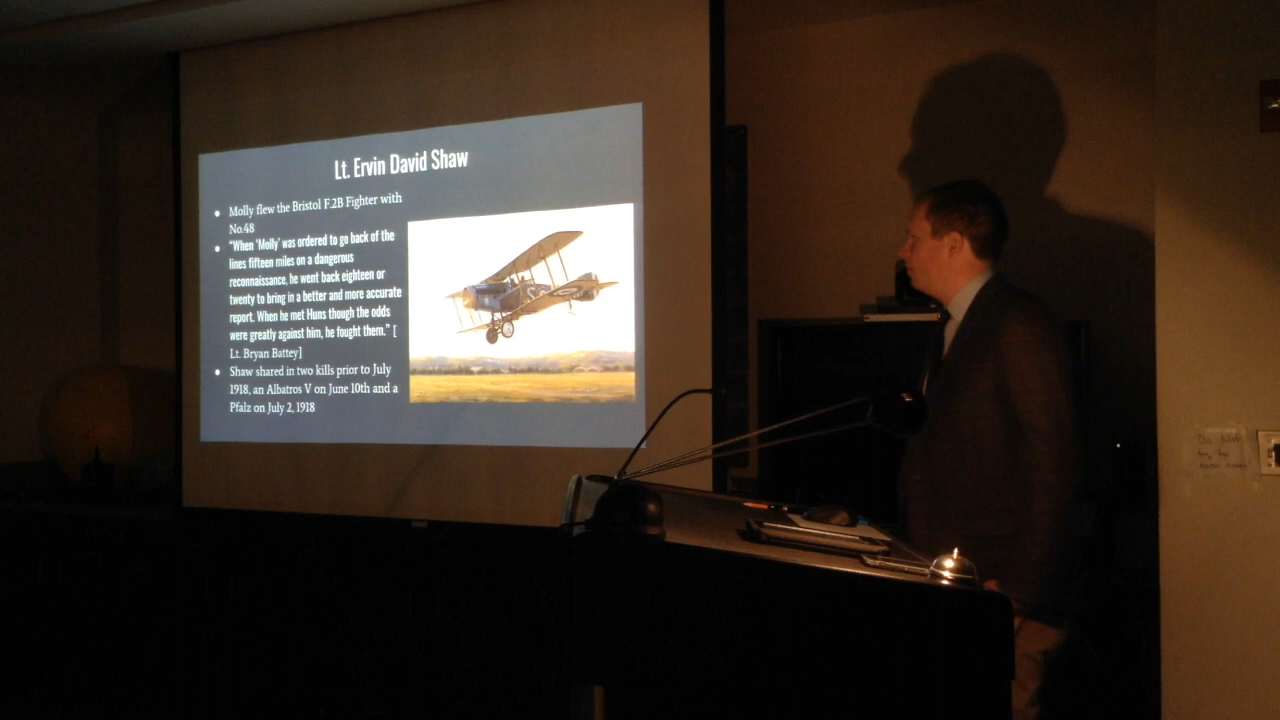 Lt. Ervin David Shaw
● Molly flew the Bristol F.2B Fighter with
No.48
● "When 'Molly' was ordered to go back of the
lines fifteen miles on a dangerous
reconnaissance, he went back eighteen or
twenty to bring in a better and more accurate
report. When he met Huns though the odds
were greatly against him, he fought them." [
Lt. Bryan Battey]
● Shaw shared in two kills prior to July
1918, an Albatros V on June 10th and a
Pfalz on July 2, 1918
Do Not
try to